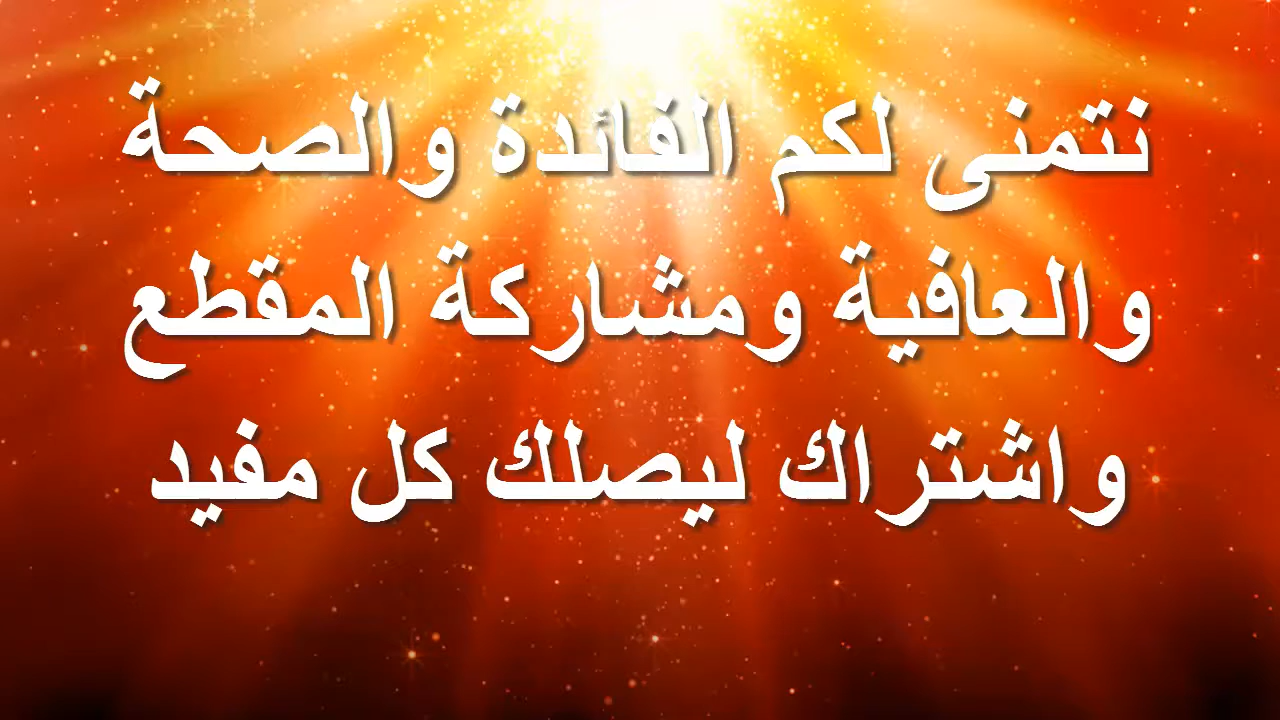 نتمنى لكم الفائدة والصحة
والعافية ومشاركة المقطع
واشتراك ليصلك كل مفيد